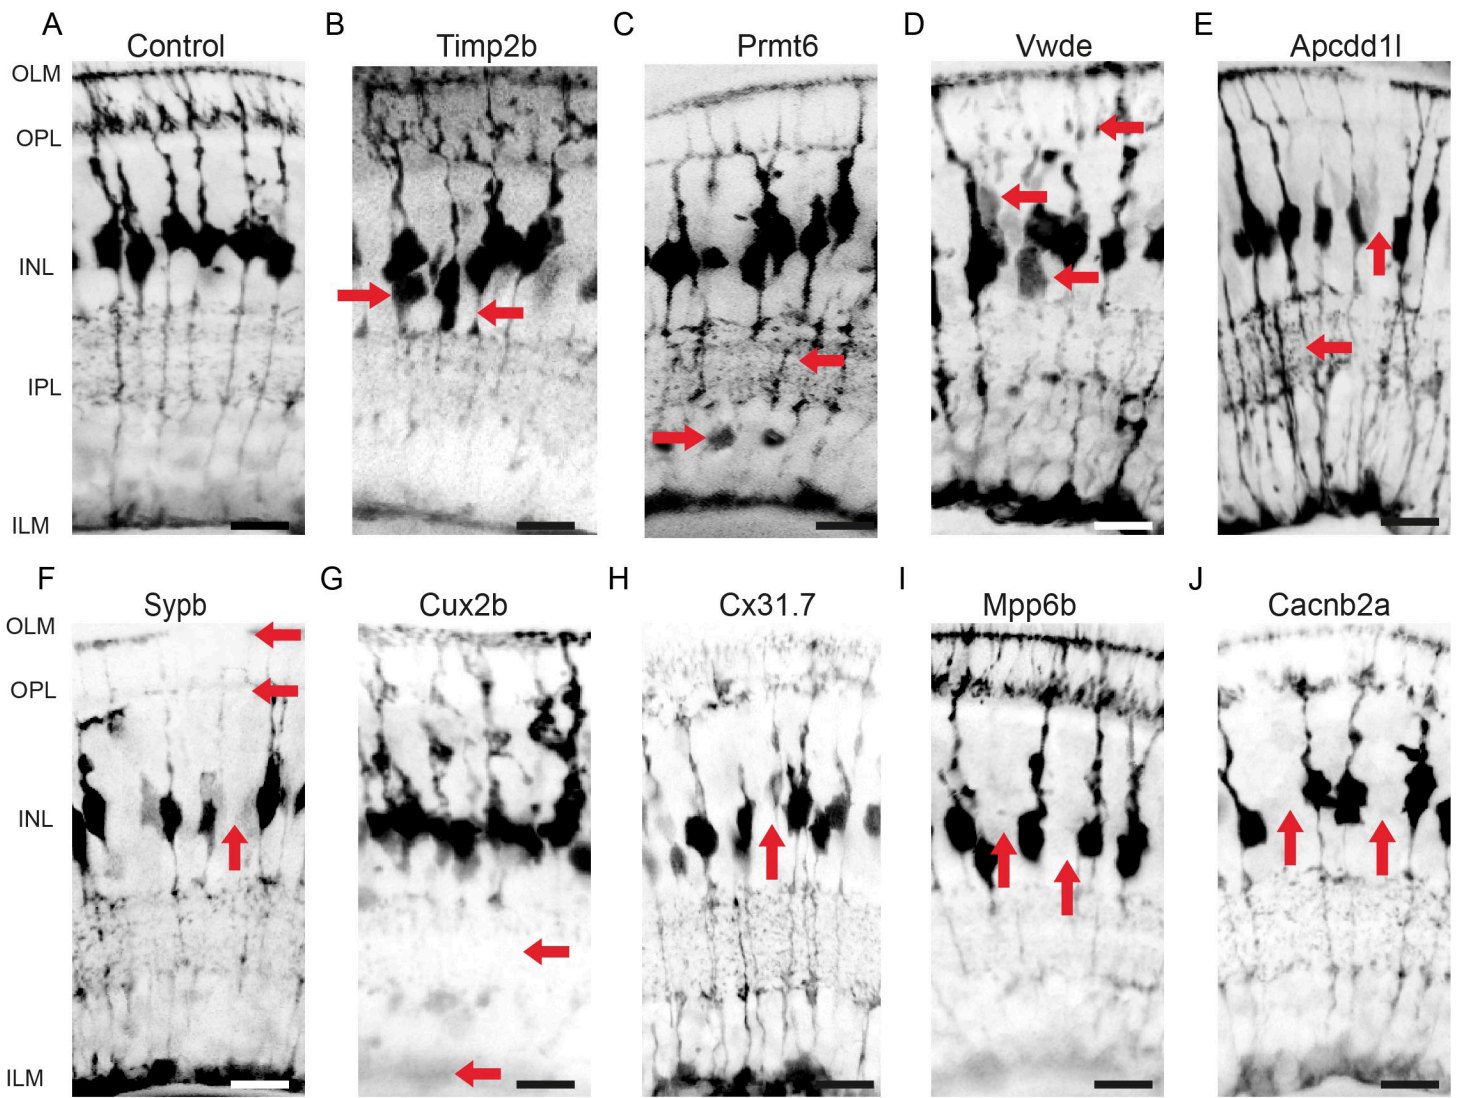 A B C D E
Control Timp2b Prmt6 Vwde Apcdd1l
OLM
OPL
INL
IPL
ILM
F G H I J
Sypb Cux2b Cx31.7 Mpp6b Cacnb2a
OLM
OPL
INL
ILM